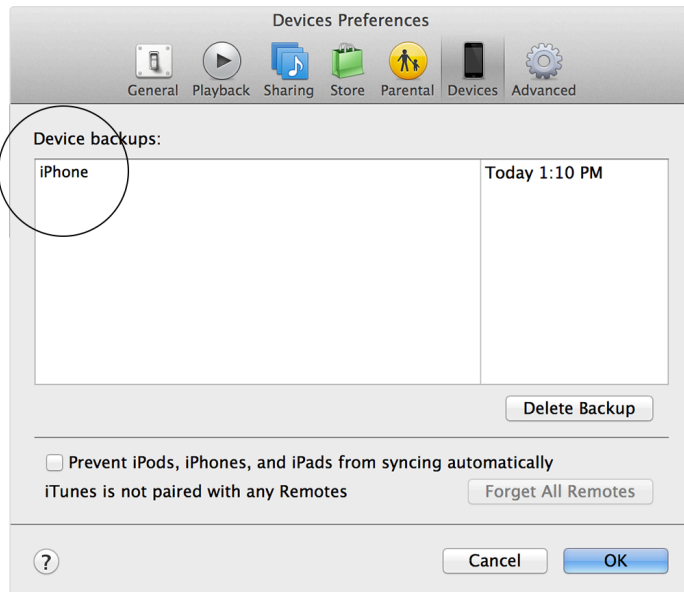 Devices Preferences
General Playback Sharing Store Parental Devices Advanced
Device backups:
iPhone Today 1:10 PM
Delete Backup
Prevent iPods, iPhones, and iPads from syncing automatically
iTunes is not paired with any Remotes Forget All Remotes
? Cancel OK